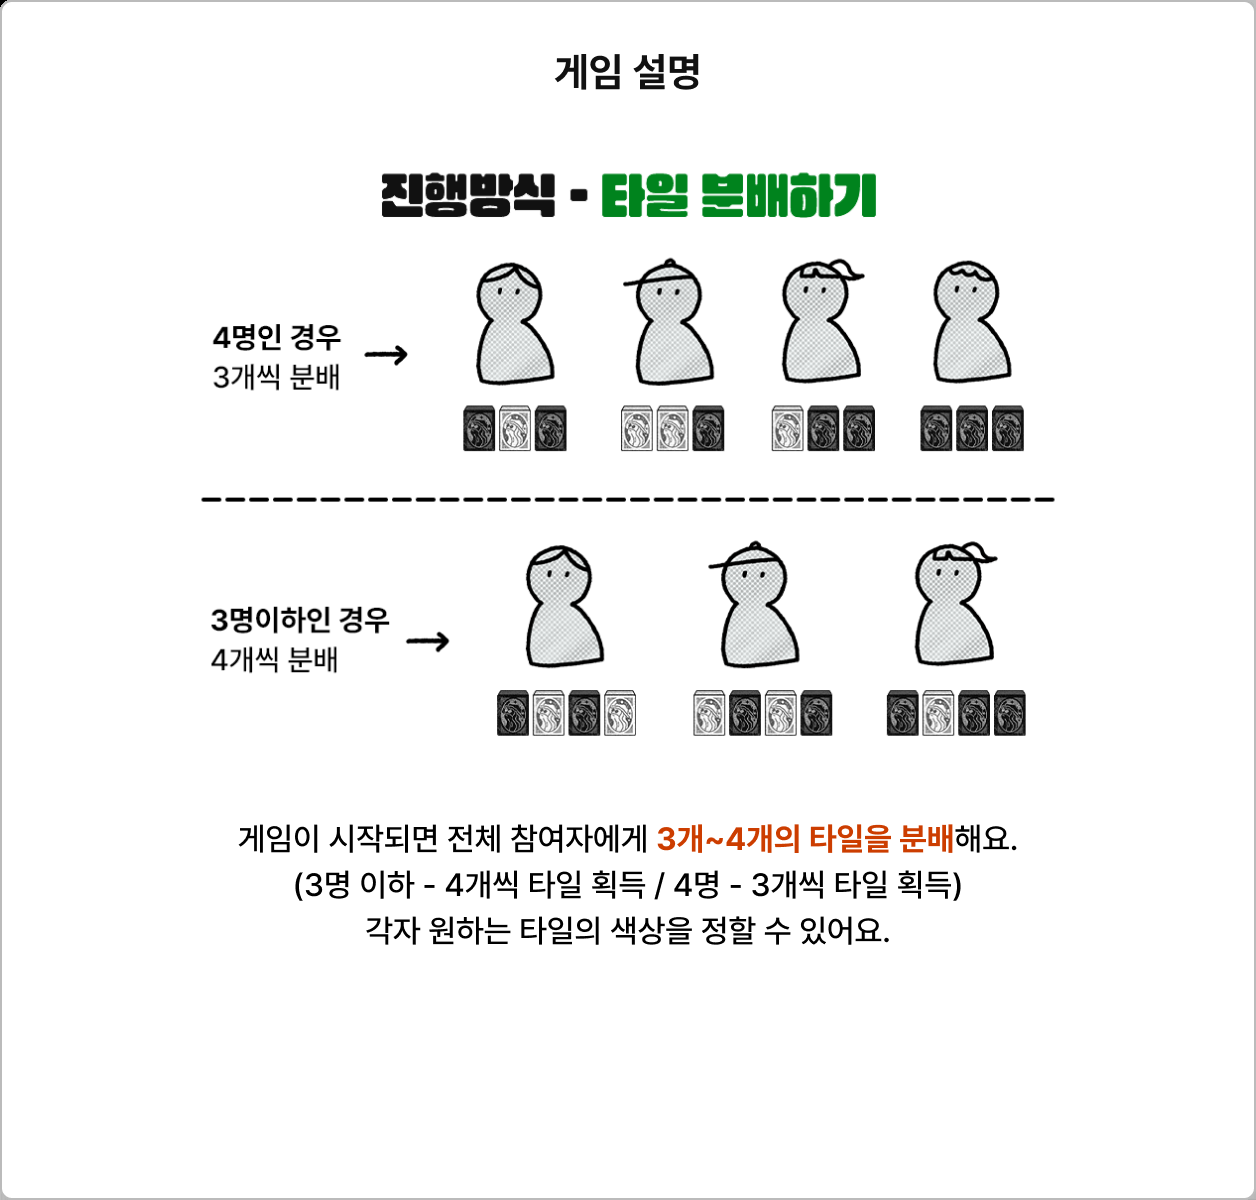 게임 설명
진행방식 - 타일 분배하기
4명인 경우
3개씩 분배
3명이하인 경우
4개씩 분배
게임이 시작되면 전체 참여자에게 3개~4개의 타일을 분배해요.
(3명 이하 - 4개씩 타일 획득 / 4명 - 3개씩 타일 획득)
각자 원하는 타일의 색상을 정할 수 있어요.